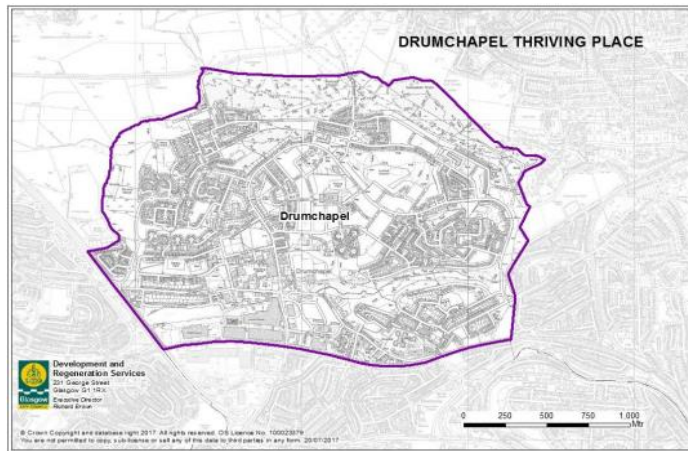 DRUMCHAPEL THRIVING PLACE
Drumchapel
Drumchapel
Development and
Regeneration Services
231 George Street
Glasgow G1 1RX
Executive Director
Richard Brown
Glasgow
0 250 500 750 1,000
Mtr
© Crown Copyright and database right 2017. All rights reserved. OS Licence No. 100023379
You are not permitted to copy, sub-license or sell any of this data to third parties in any form. 20/07/2017